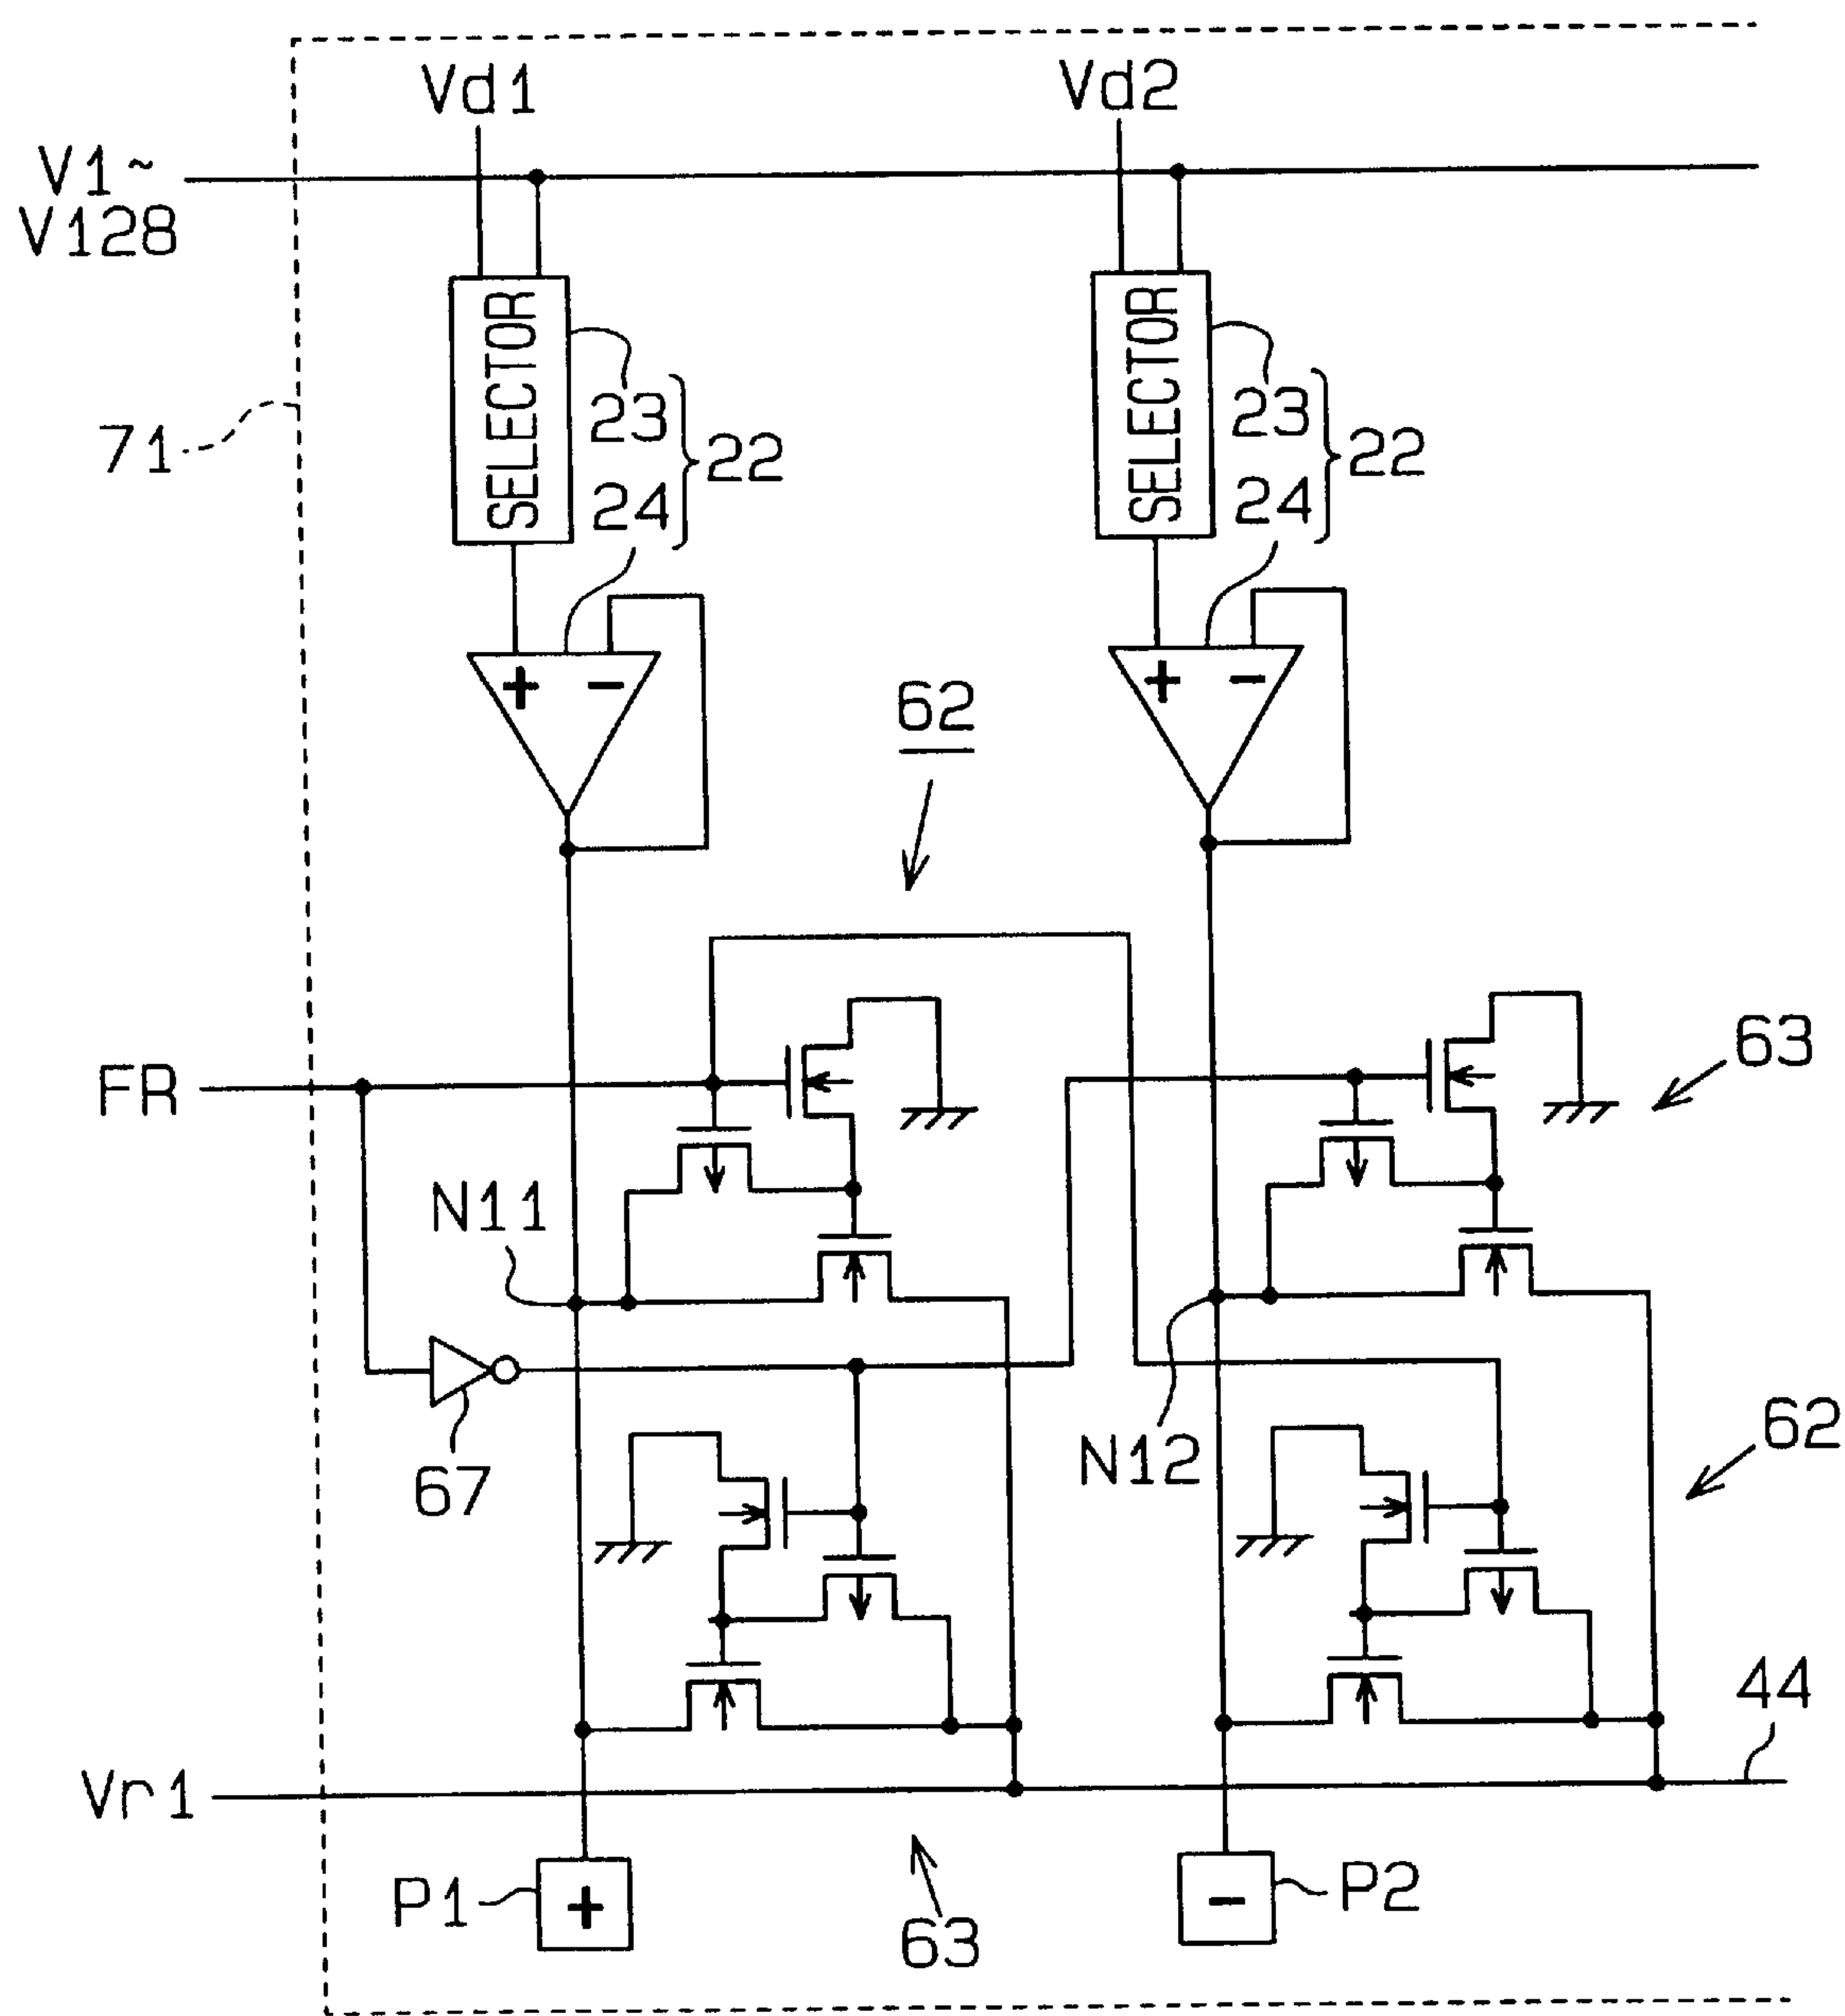 Vd1
Vd2
V1~
V128
SELECTOR
SELECTOR
23
22
24
23
22
24
71
+ -
+ -
62
FR
63
N11
67
N12
62
44
Vr1
P1
+
P2
-
63